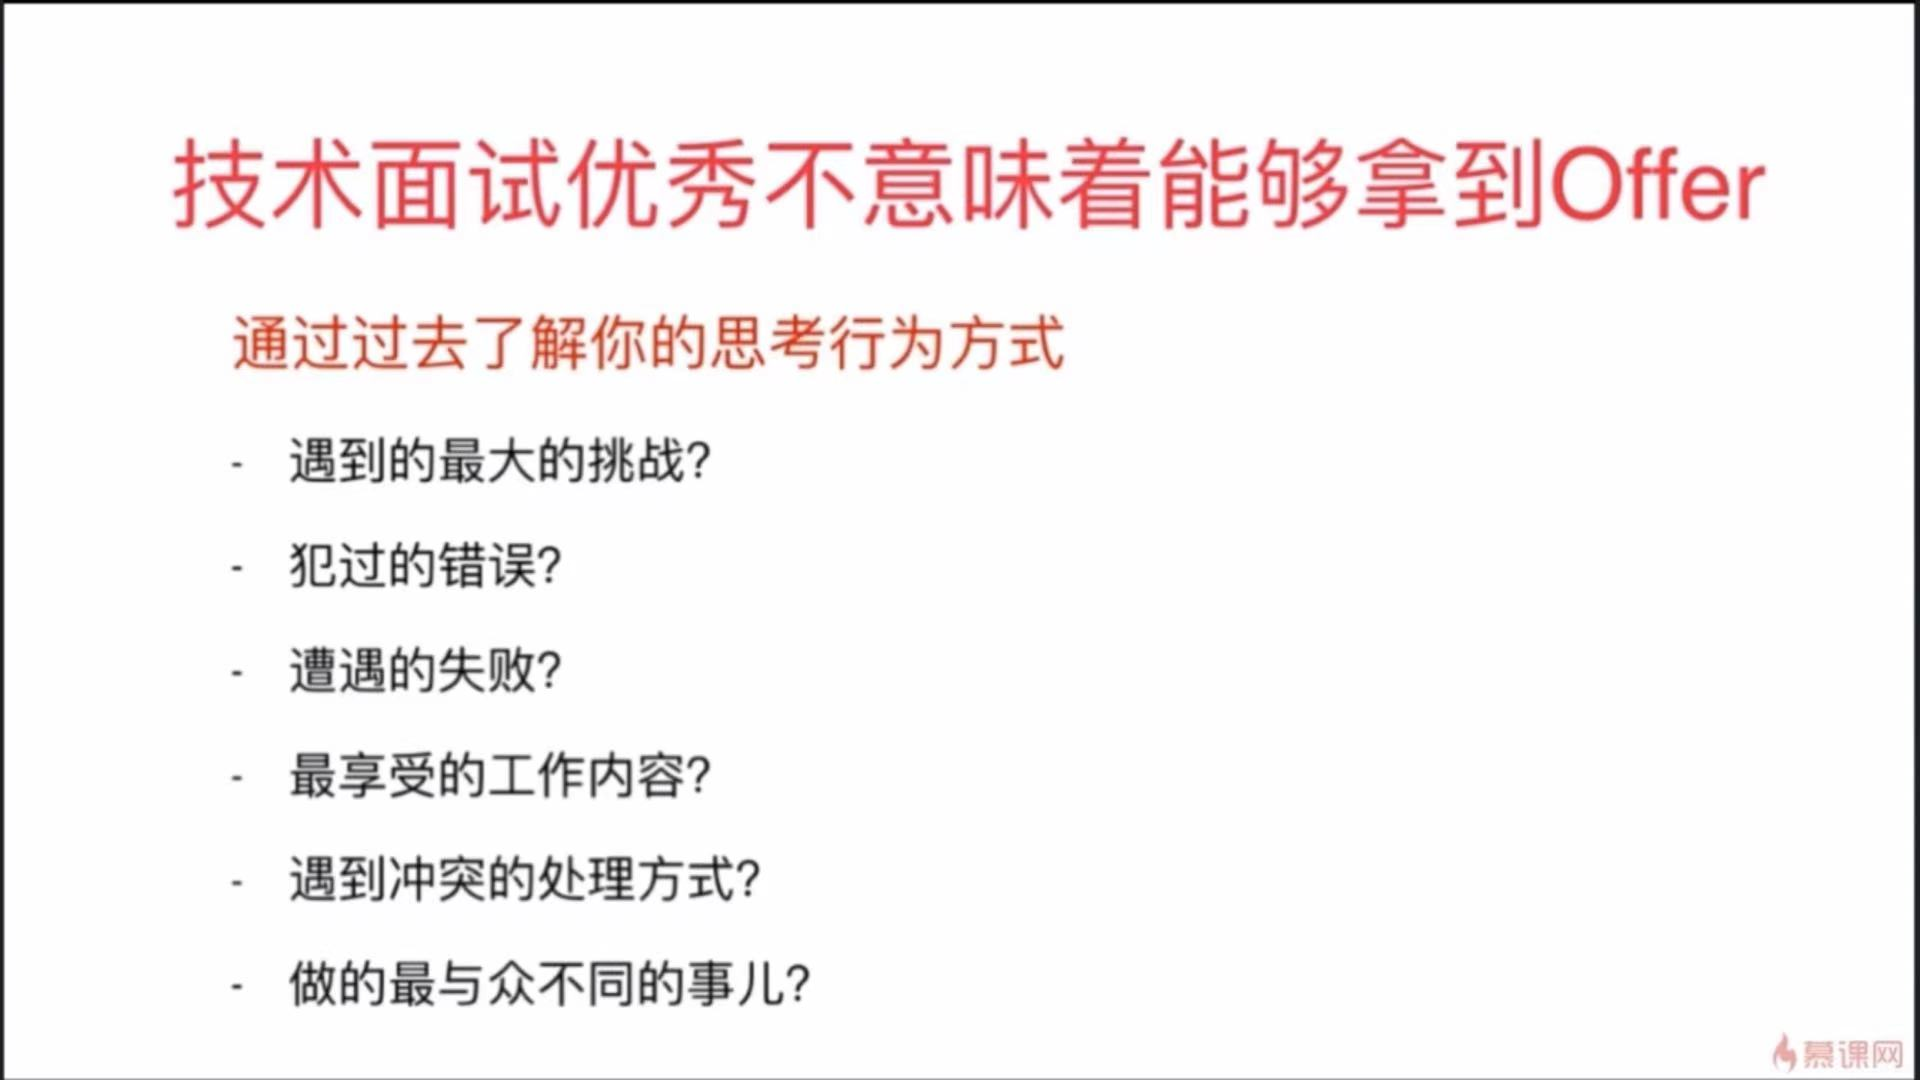 技术面试优秀不意味着能够拿到Offer
通过过去了解你的思考行为方式
- 遇到的最大的挑战?
- 犯过的错误?
- 遭遇的失败?
- 最享受的工作内容?
- 遇到冲突的处理方式?
- 做的最与众不同的事儿?
慕课网